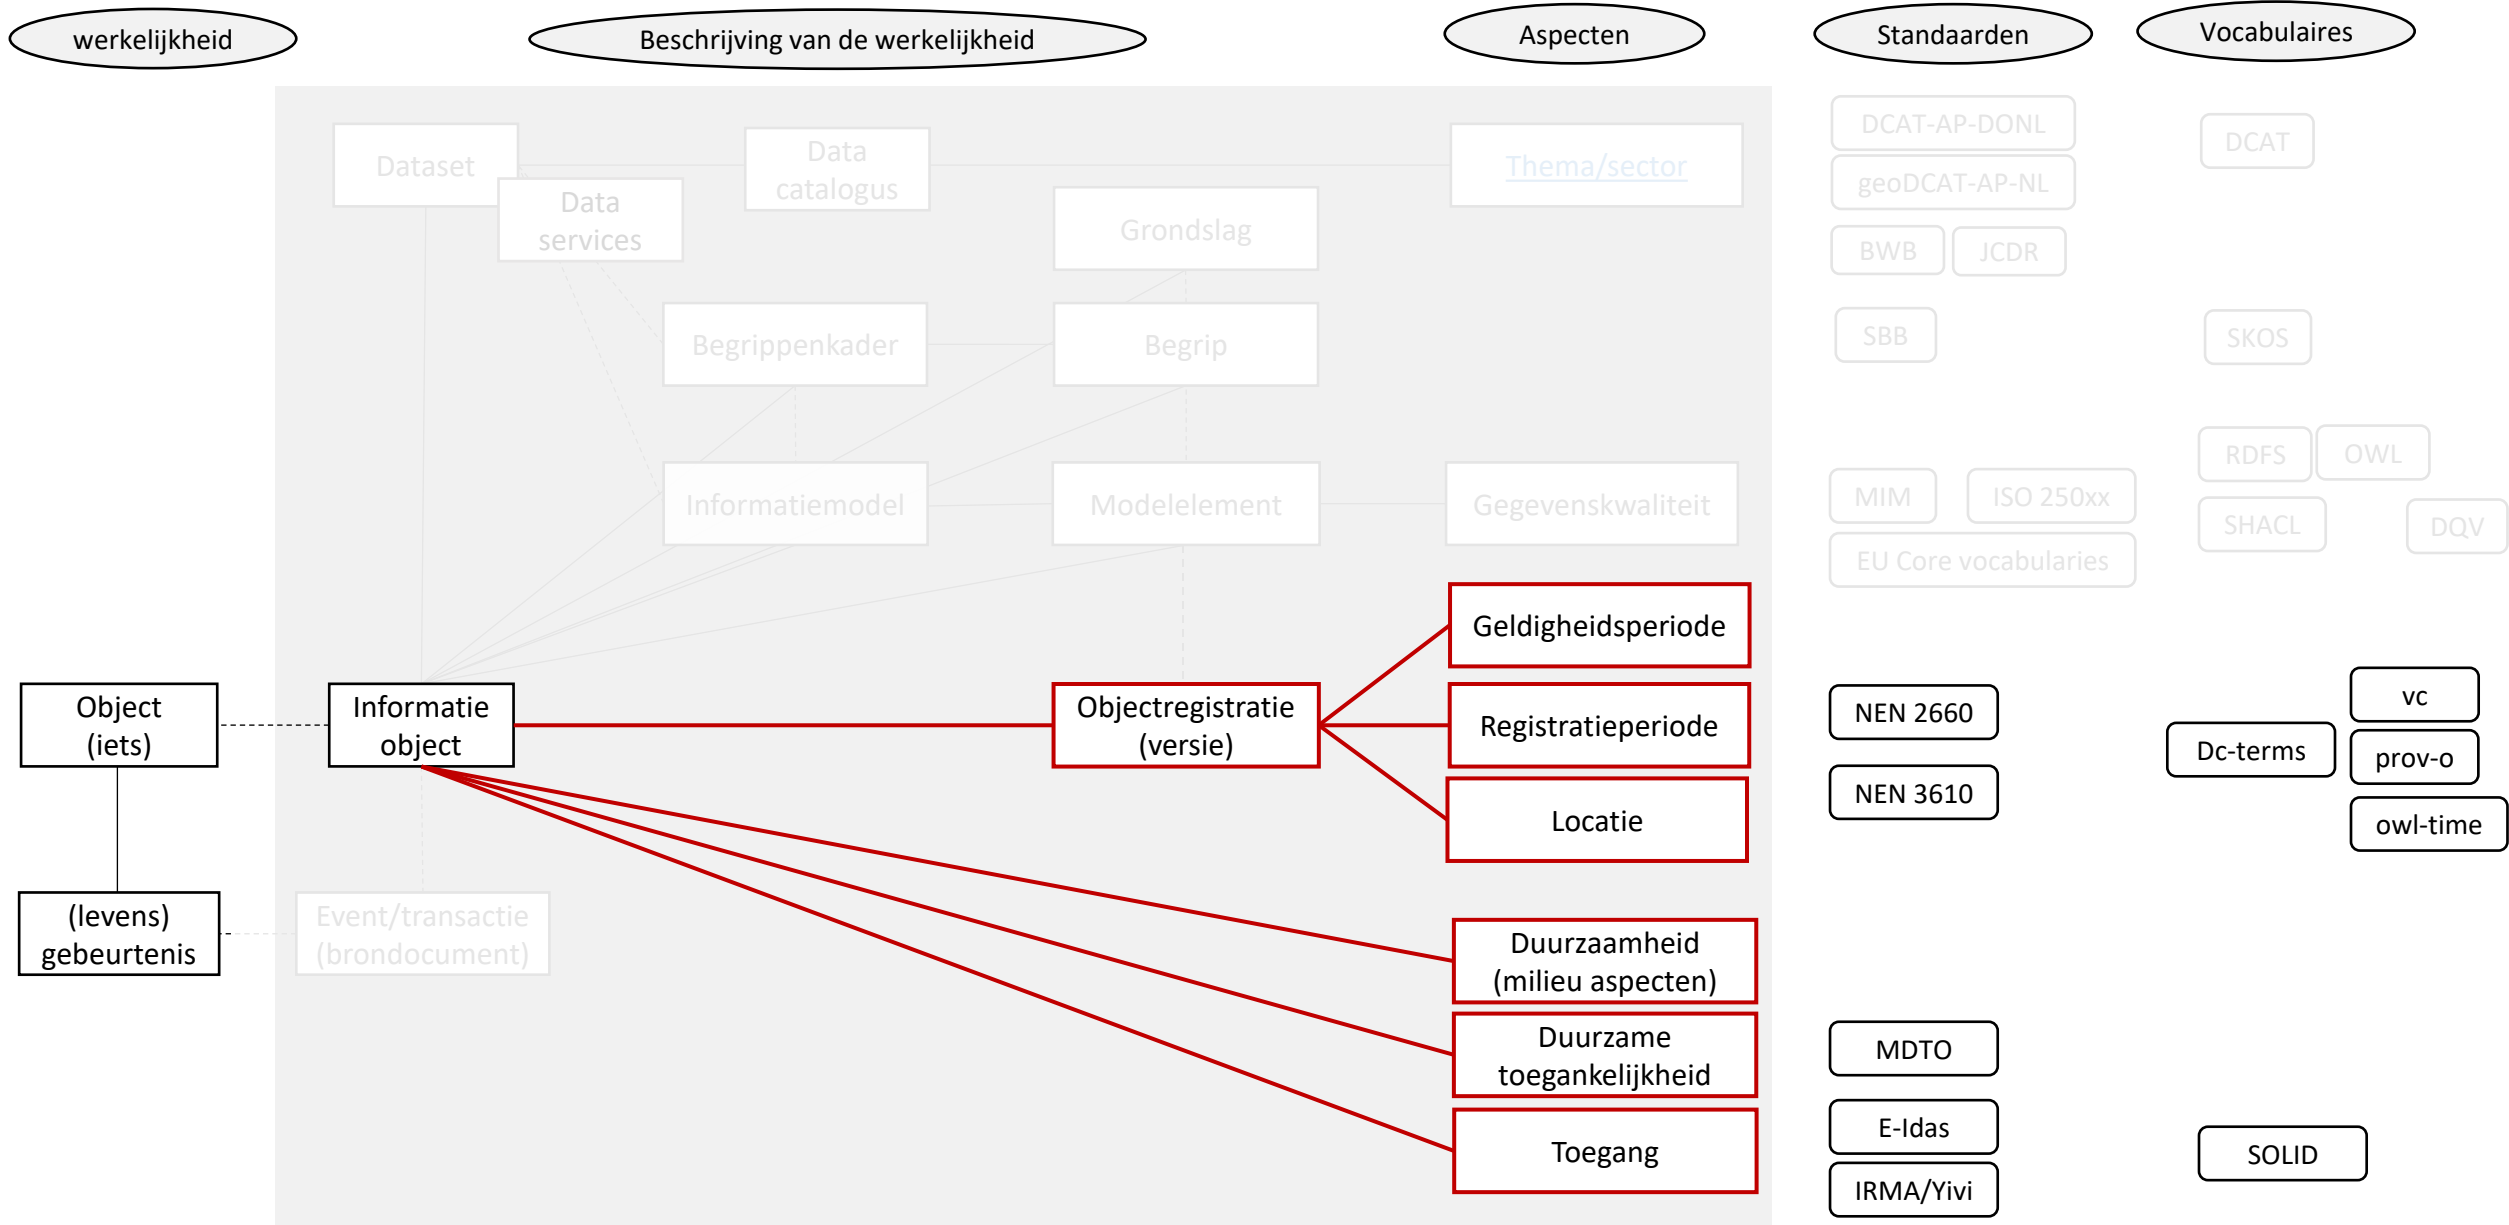 werkelijkheid
Beschrijving van de werkelijkheid
Aspecten
Standaarden
Vocabulaires
Dataset
Data
catalogus
Thema/sector
DCAT-AP-DONL
DCAT
geoDCAT-AP-NL
Data
services
Grondslag
BWB
JCDR
Begrippenkader
Begrip
SBB
SKOS
RDFS
OWL
Informatiemodel
Modelelement
Gegevenskwaliteit
MIM
ISO 250xx
SHACL
DQV
EU Core vocabularies
Geldigheidsperiode
Object
(iets)
Informatie
object
Objectregistratie
(versie)
Registratieperiode
NEN 2660
vc
Dc-terms
prov-o
NEN 3610
Locatie
owl-time
(levens)
gebeurtenis
Event/transactie
(brondocument)
Duurzaamheid
(milieu aspecten)
Duurzame
toegankelijkheid
MDTO
Toegang
E-Idas
SOLID
IRMA/Yivi